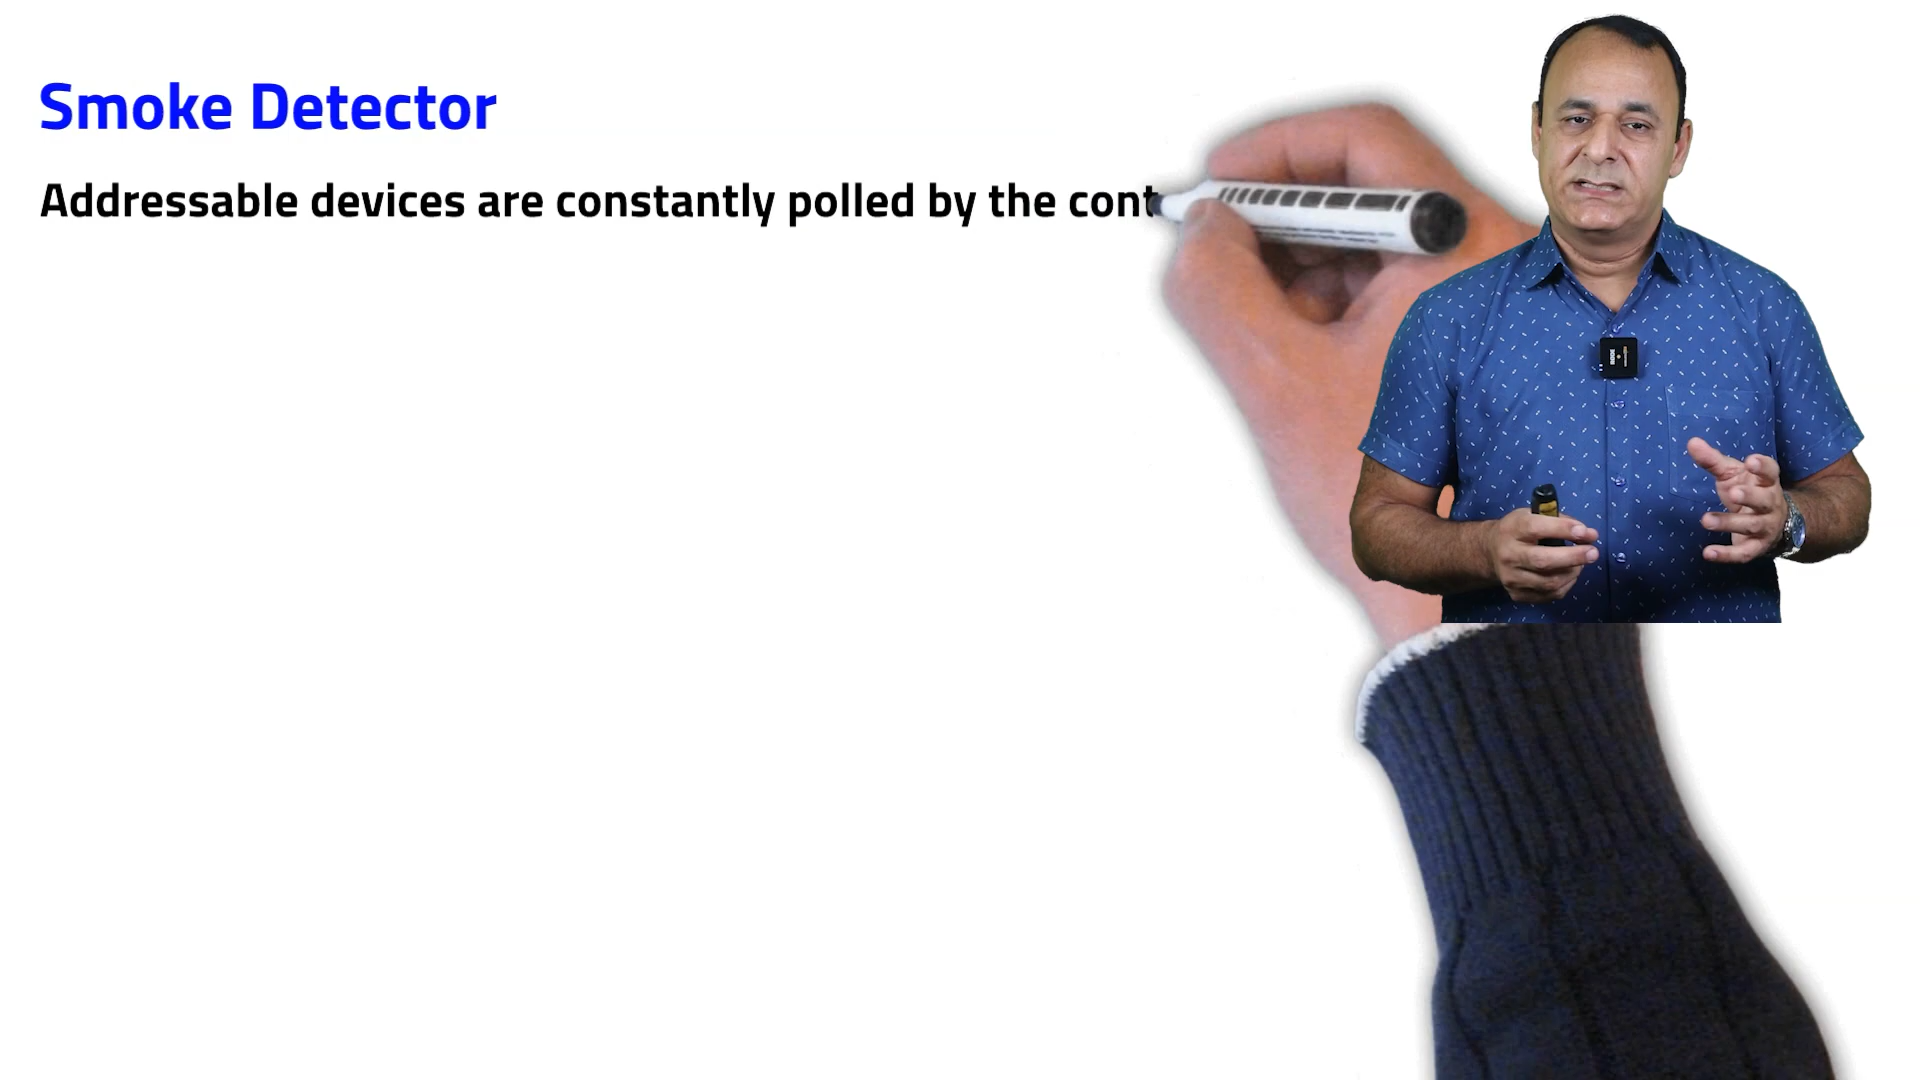 Smoke Detector
Addressable devices are constantly polled by the cont